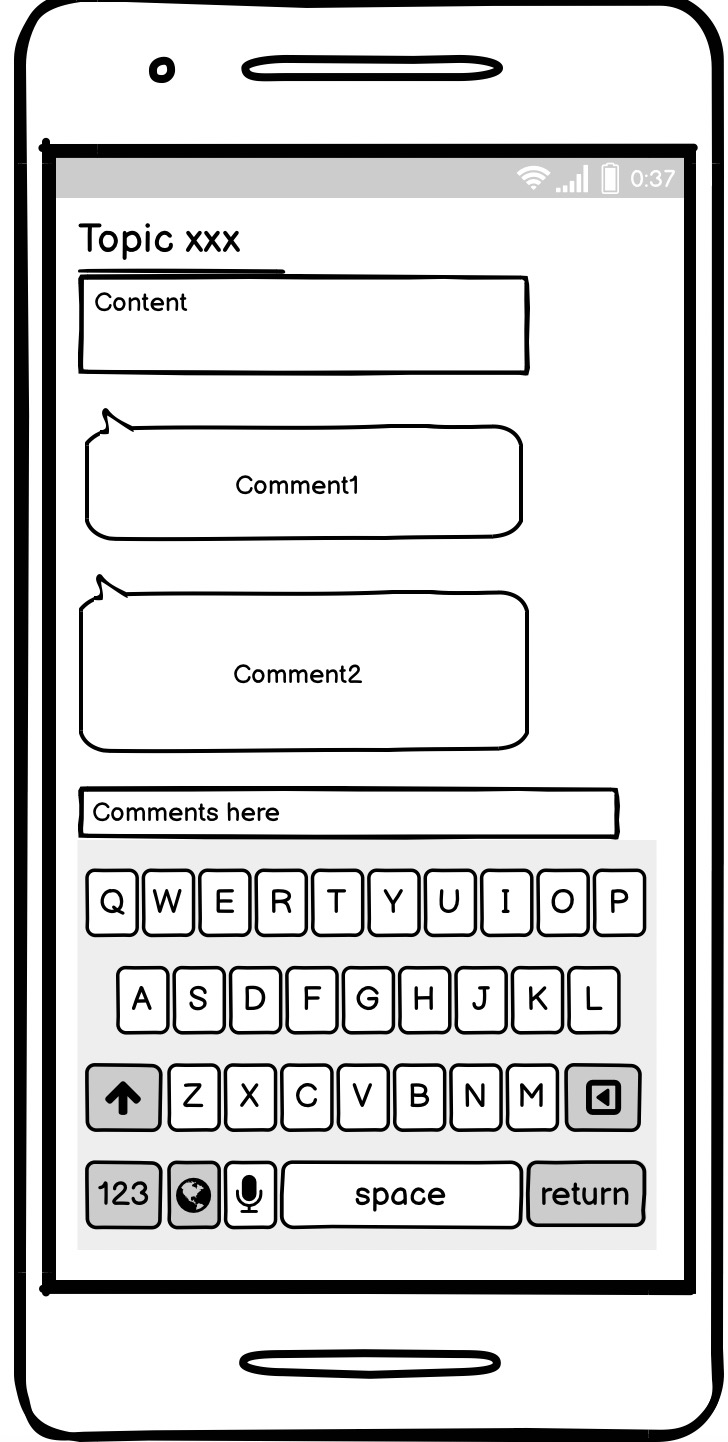 0:37
Topic xxx
Content
Comment1
Comment2
Comments here
Q W E R T Y U I O P
A S D F G H J K L
Z X C V B N M
123 space return